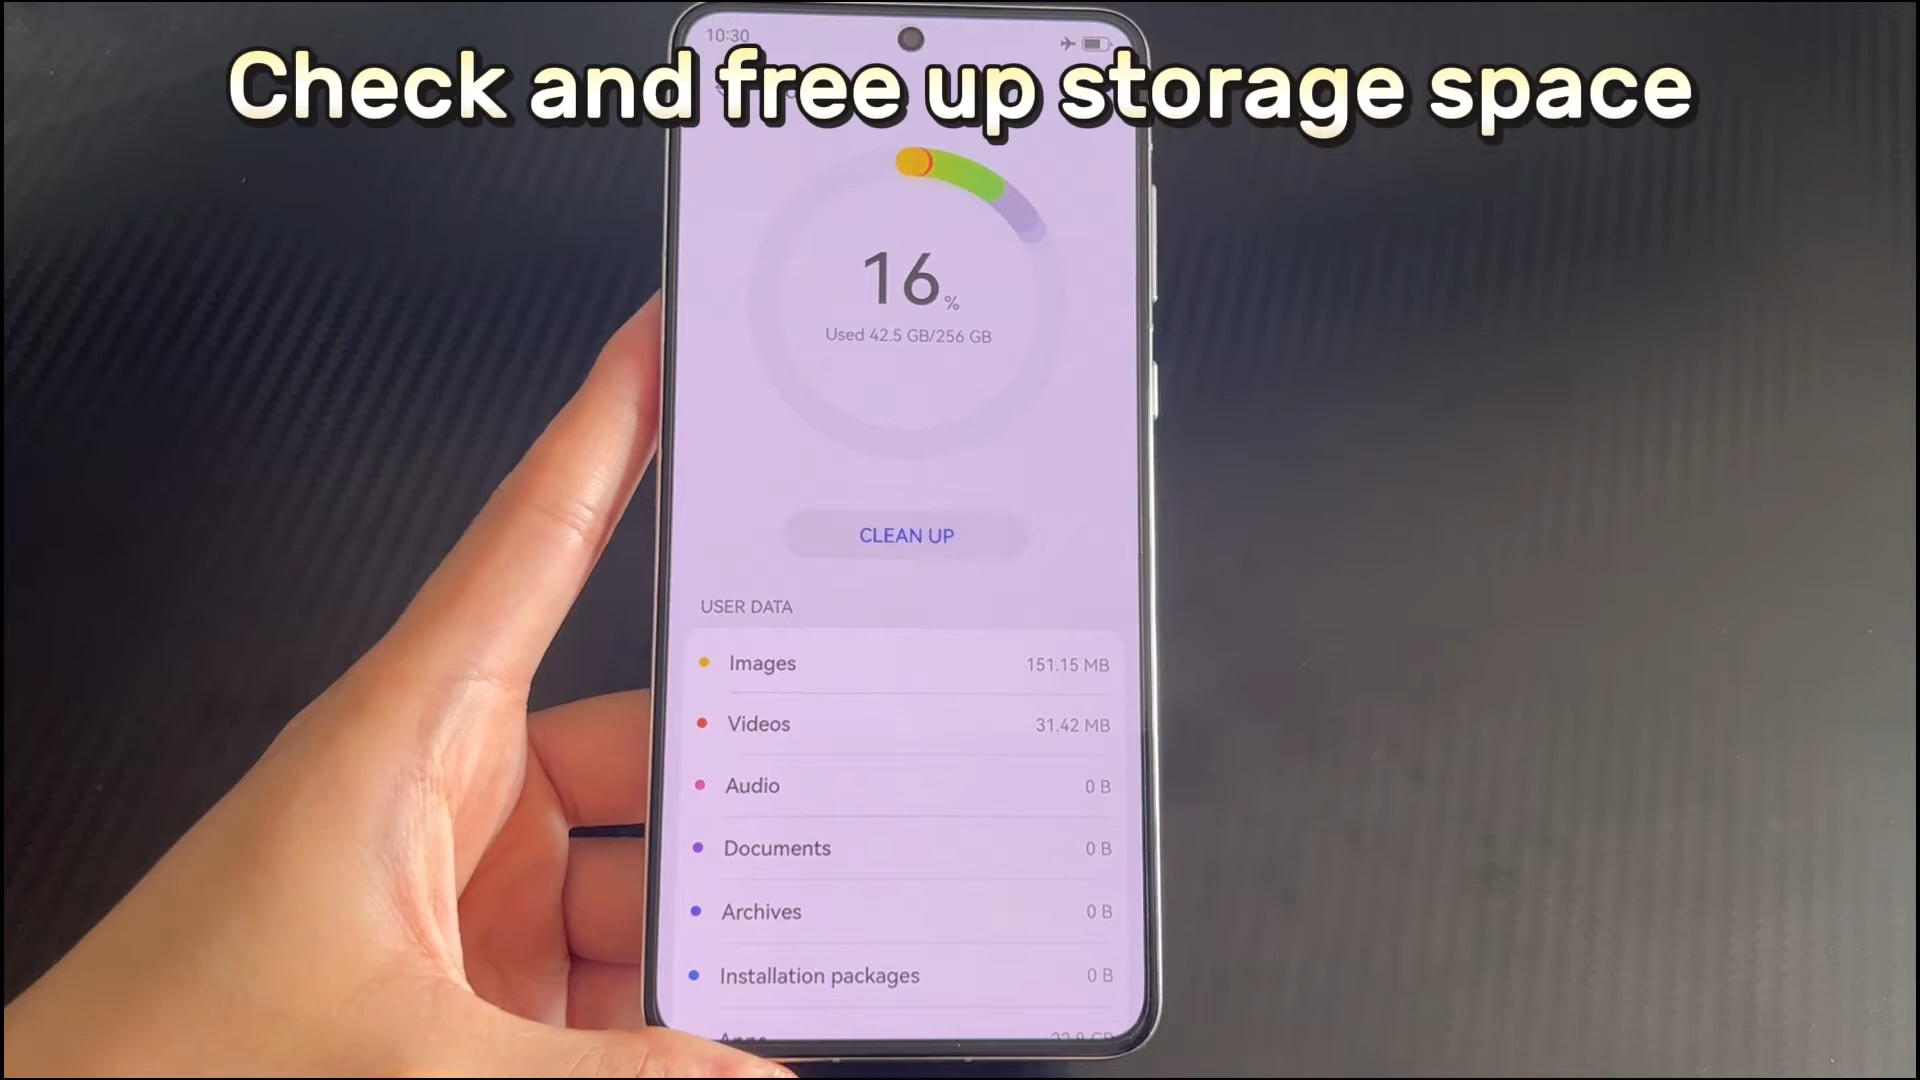 10:30
Check and free up storage space
16%
Used 42.5 GB/256 GB
CLEAN UP
USER DATA
Images 151.15 MB
Videos 31.42 MB
Audio 0 B
Documents 0 B
Archives 0 B
Installation packages 0 B
Apps